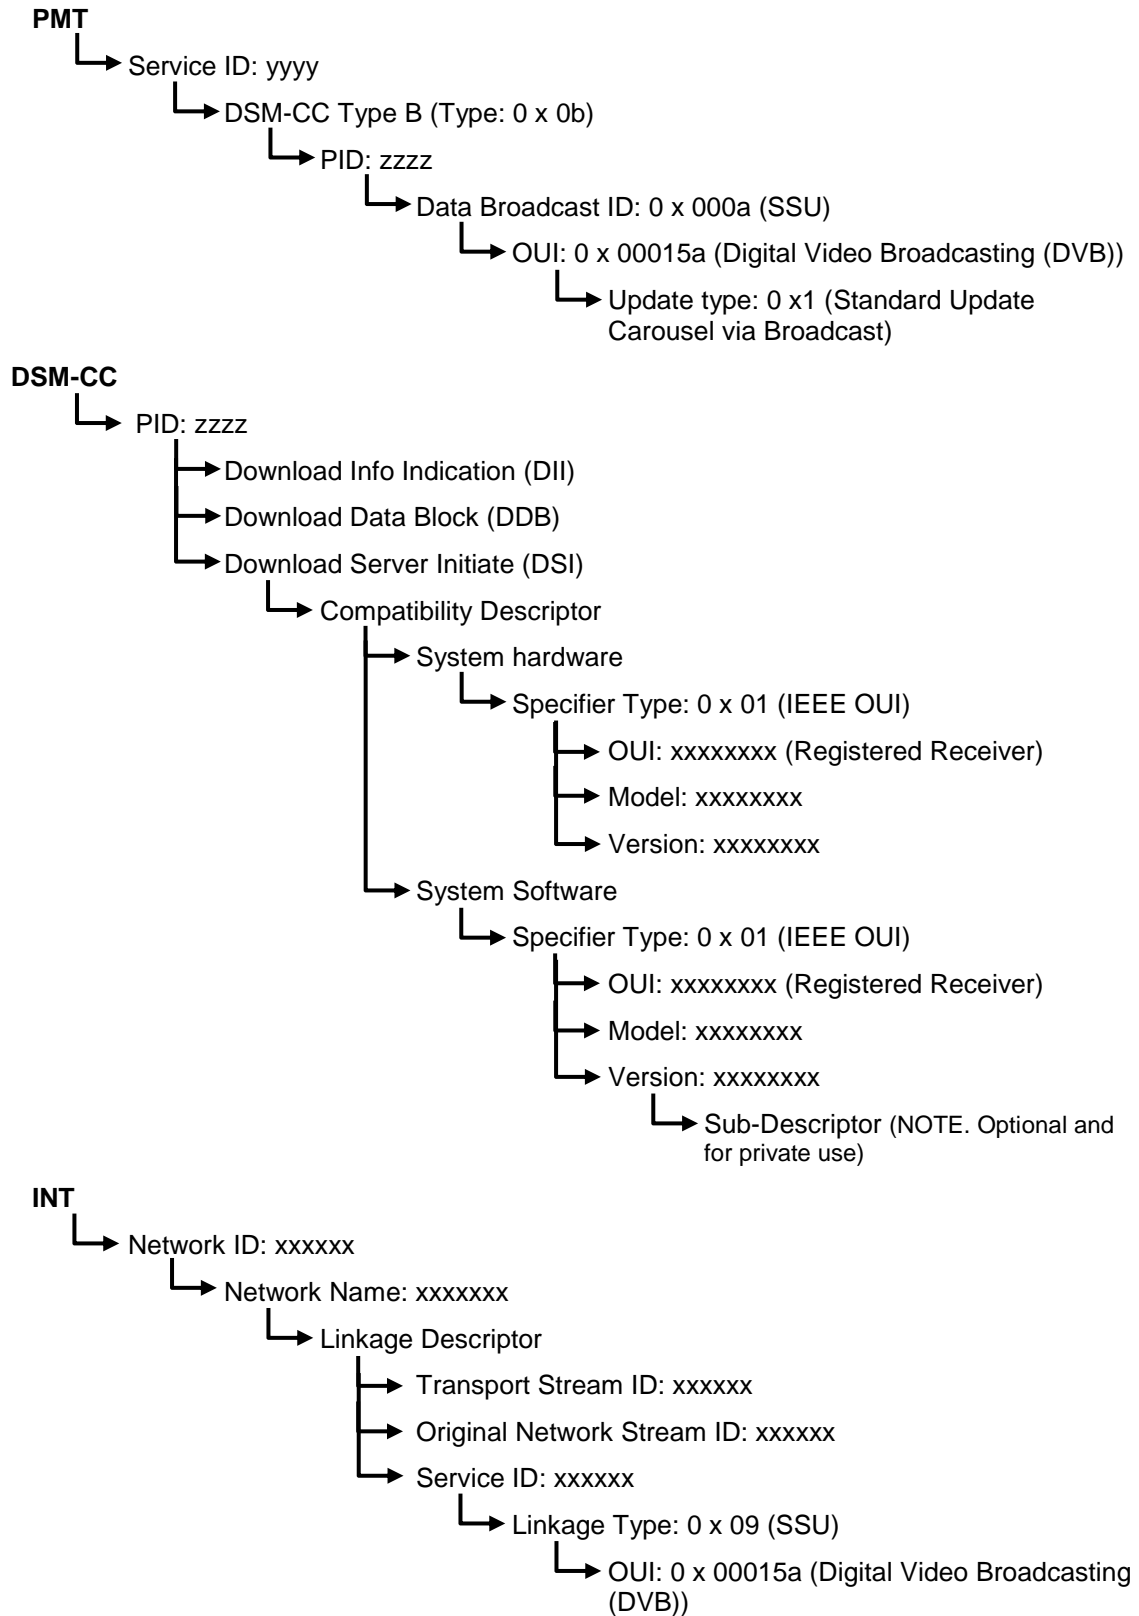 PMT
Service ID: yyyy
DSM-CC Type B (Type: 0 x 0b)
PID: zzzz
Data Broadcast ID: 0 x 000a (SSU)
OUI: 0 x 00015a (Digital Video Broadcasting (DVB))
Update type: 0 x1 (Standard Update
Carousel via Broadcast)
DSM-CC
PID: zzzz
Download Info Indication (DII)
Download Data Block (DDB)
Download Server Initiate (DSI)
Compatibility Descriptor
System hardware
Specifier Type: 0 x 01 (IEEE OUI)
OUI: xxxxxxxx (Registered Receiver)
Model: xxxxxxxx
Version: xxxxxxxx
System Software
Specifier Type: 0 x 01 (IEEE OUI)
OUI: xxxxxxxx (Registered Receiver)
Model: xxxxxxxx
Version: xxxxxxxx
Sub-Descriptor (NOTE. Optional and
for private use)
INT
Network ID: xxxxxx
Network Name: xxxxxxx
Linkage Descriptor
Transport Stream ID: xxxxxx
Original Network Stream ID: xxxxxx
Service ID: xxxxxx
Linkage Type: 0 x 09 (SSU)
OUI: 0 x 00015a (Digital Video Broadcasting
(DVB))